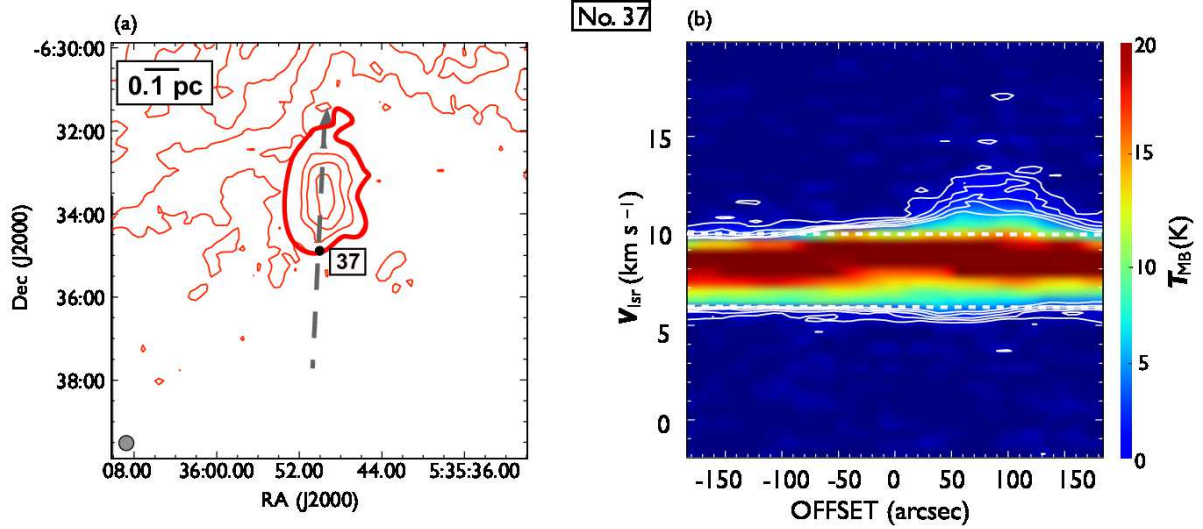 No. 37
(a)
-6:30:00
32:00
34:00
36:00
38:00
Dec (J2000)
0.1 pc
37
08.00 36:00.00 52.00 44.00 5:35:36.00
RA (J2000)
(b)
15
10
5
0
V lsr (km s −1)
-150 -100 -50 0 50 100 150
OFFSET (arcsec)
20
15
10
5
0
T MB (K)